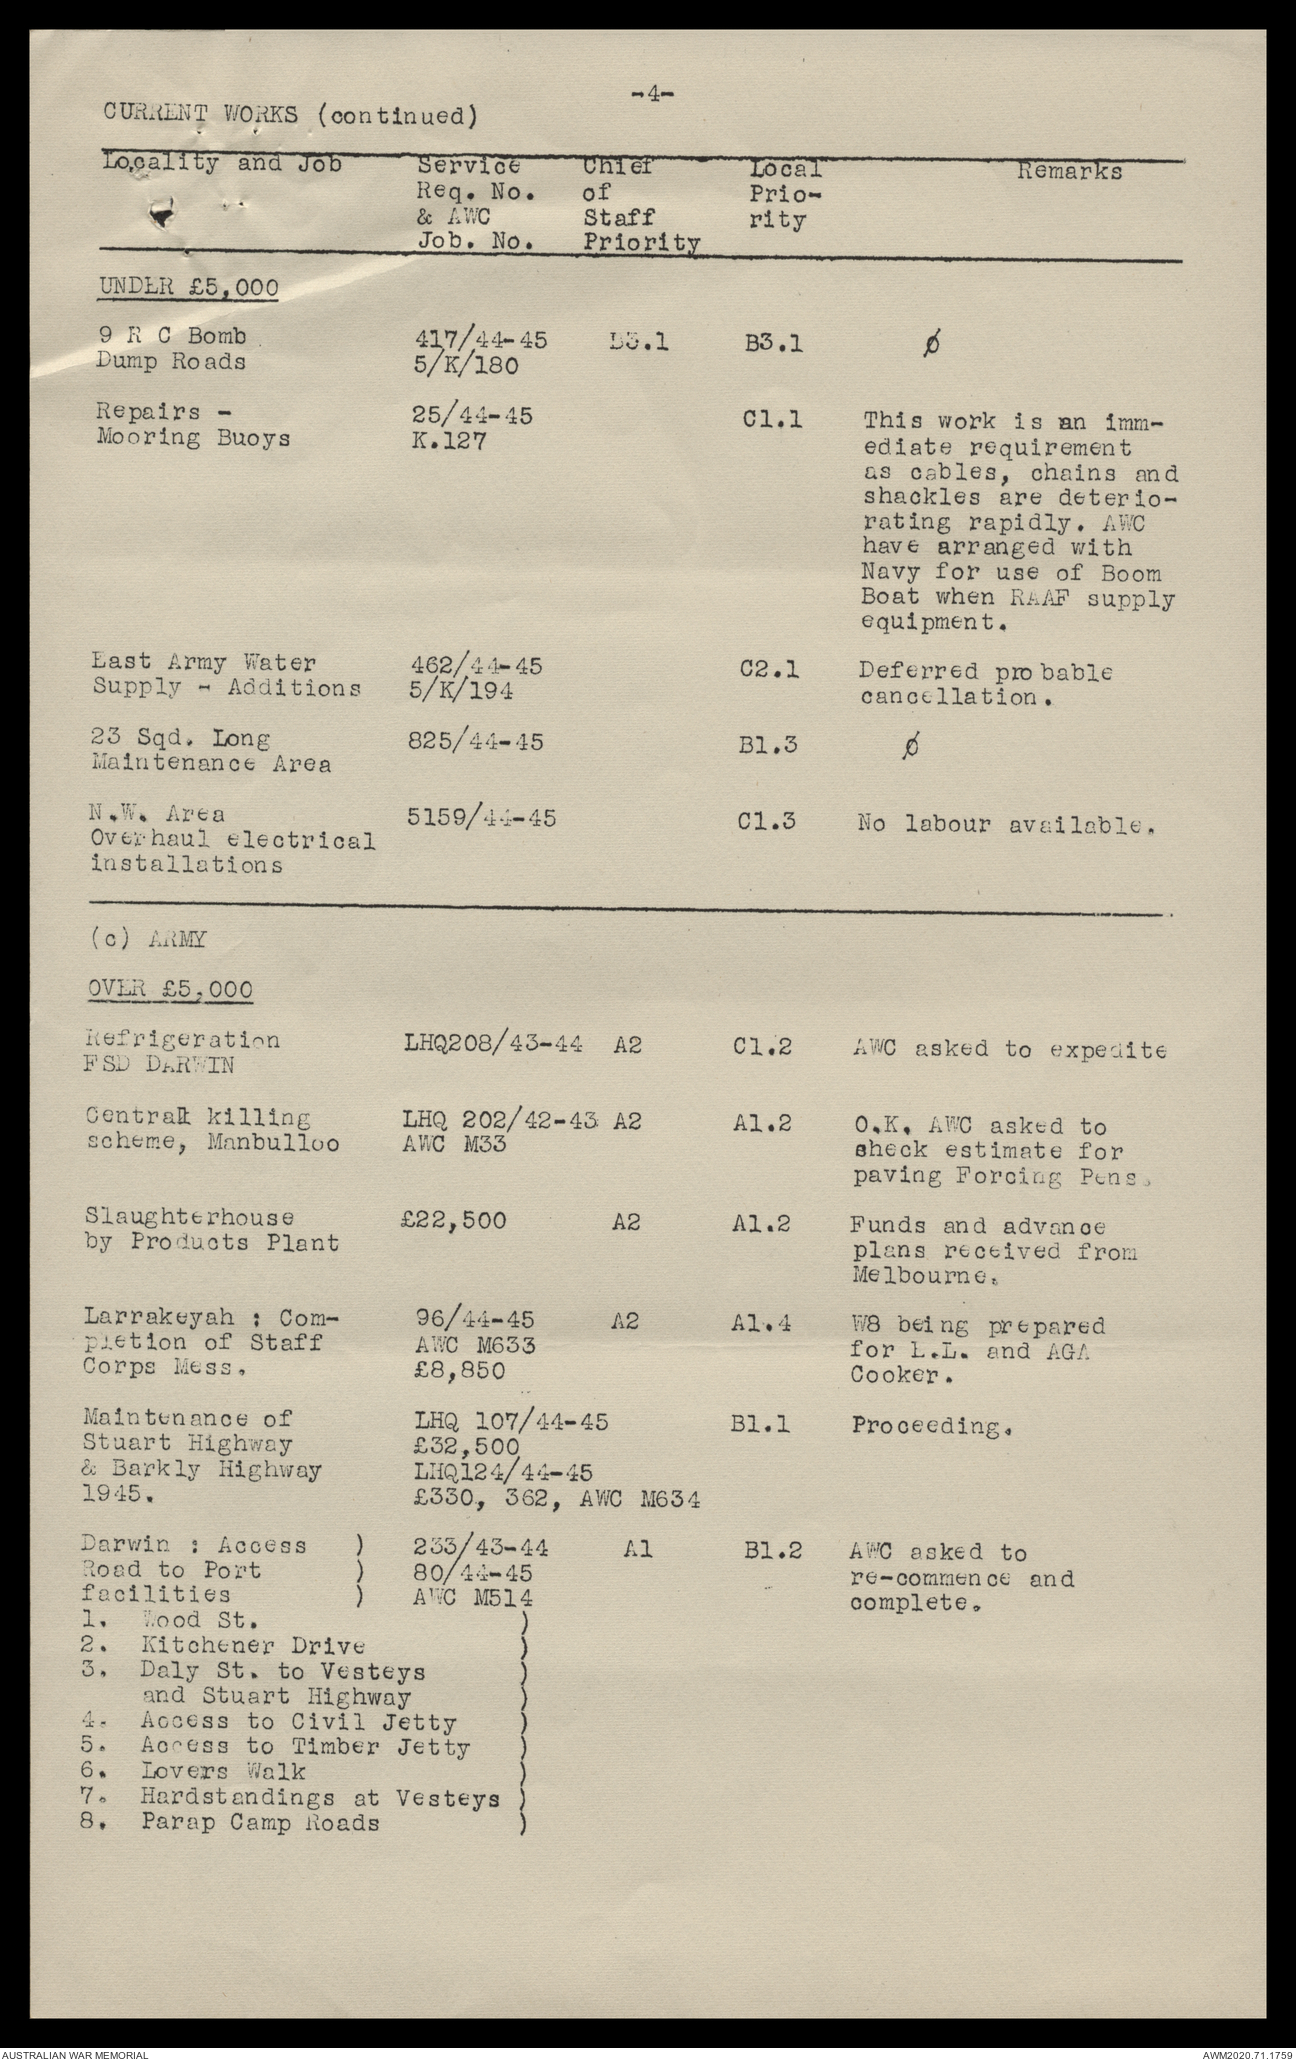 -4-
CURRENT WORKS (continued)
Locality and Job Service Chief Local Remarks
Req. No. of Prio-
& AWC Staff rity
Job. No. Priority
UNDER £5,000
9 R C Bomb 417/44-45 B3.1 B3.1 ø
Dump Roads 5/K/180
Repairs - 25/44-45 C1.1 This work is an imm-
Mooring Buoys K.127 ediate requirement
as cables, chains and
shackles are deterio-
rating rapidly. AWC
have arranged with
Navy for use of Boom
Boat when RAAF supply
equipment.
East Army Water 462/44-45 C2.1 Deferred probable
Supply - Additions 5/K/194 cancellation.
23 Sqd. Long 825/44-45 B1.3 ø
Maintenance Area
N.W. Area 5159/44-45 C1.3 No labour available.
Overhaul electrical
installations
(c) ARMY
OVER £5,000
Refrigeration LHQ208/43-44 A2 C1.2 AWC asked to expedite
FSD DARWIN
Central killing LHQ 202/42-43 A2 A1.2 O.K. AWC asked to
scheme, Manbulloo AWC M33 check estimate for
paving Forcing Pens.
Slaughterhouse £22,500 A2 A1.2 Funds and advance
by Products Plant plans received from
Melbourne.
Larrakeyah : Com- 96/44-45 A2 A1.4 W8 being prepared
pletion of Staff AWC M633 for L.L. and AGA
Corps Mess. £8,850 Cooker.
Maintenance of LHQ 107/44-45 B1.1 Proceeding.
Stuart Highway £32,500
& Barkly Highway LHQ124/44-45
1945. £330, 362, AWC M634
Darwin : Access ) 233/43-44 A1 B1.2 AWC asked to
Road to Port ) 80/44-45 re-commence and
facilities ) AWC M514 complete.
1. Wood St. )
2. Kitchener Drive )
3. Daly St. to Vesteys )
and Stuart Highway )
4. Access to Civil Jetty )
5. Access to Timber Jetty )
6. Lovers Walk )
7. Hardstandings at Vesteys )
8. Parap Camp Roads )
AUSTRALIAN WAR MEMORIAL AWM2020.71.1759